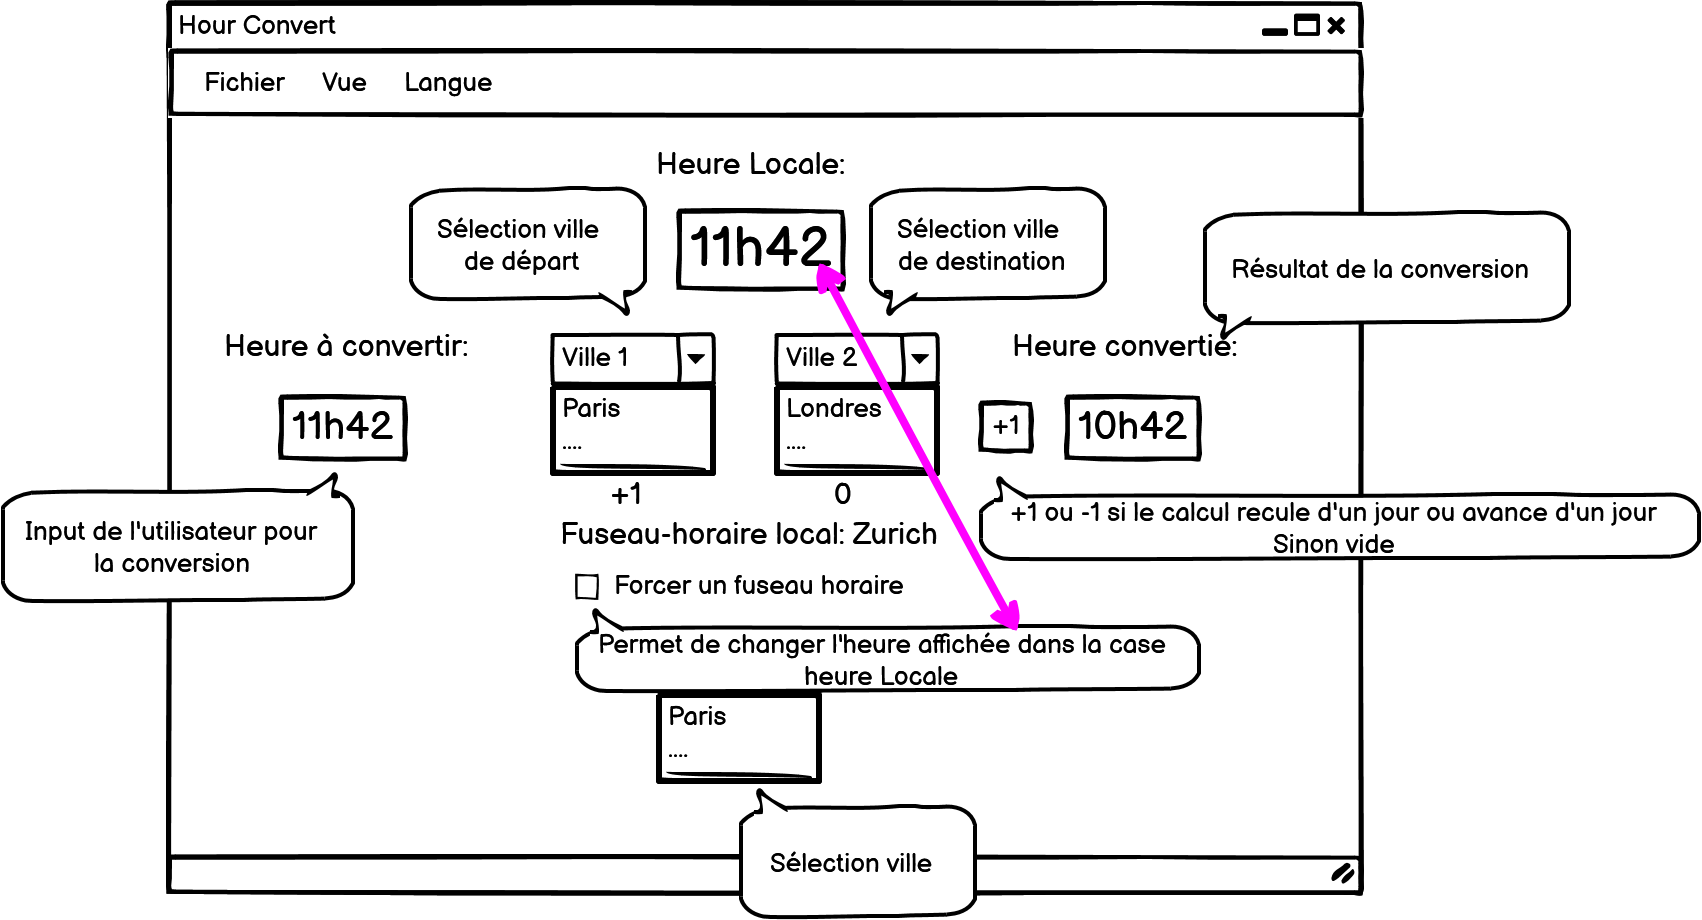 Hour Convert
Fichier Vue Langue
Heure Locale:
Sélection ville
de départ
11h42
Sélection ville
de destination
Résultat de la conversion
Heure à convertir:
Ville 1
Ville 2
Heure convertie:
11h42
Paris
....
Londres
....
+1
10h42
+1
0
Input de l'utilisateur pour
la conversion
+1 ou -1 si le calcul recule d'un jour ou avance d'un jour
Sinon vide
Fuseau-horaire local: Zurich
Forcer un fuseau horaire
Permet de changer l'heure affichée dans la case
heure Locale
Paris
....
Sélection ville